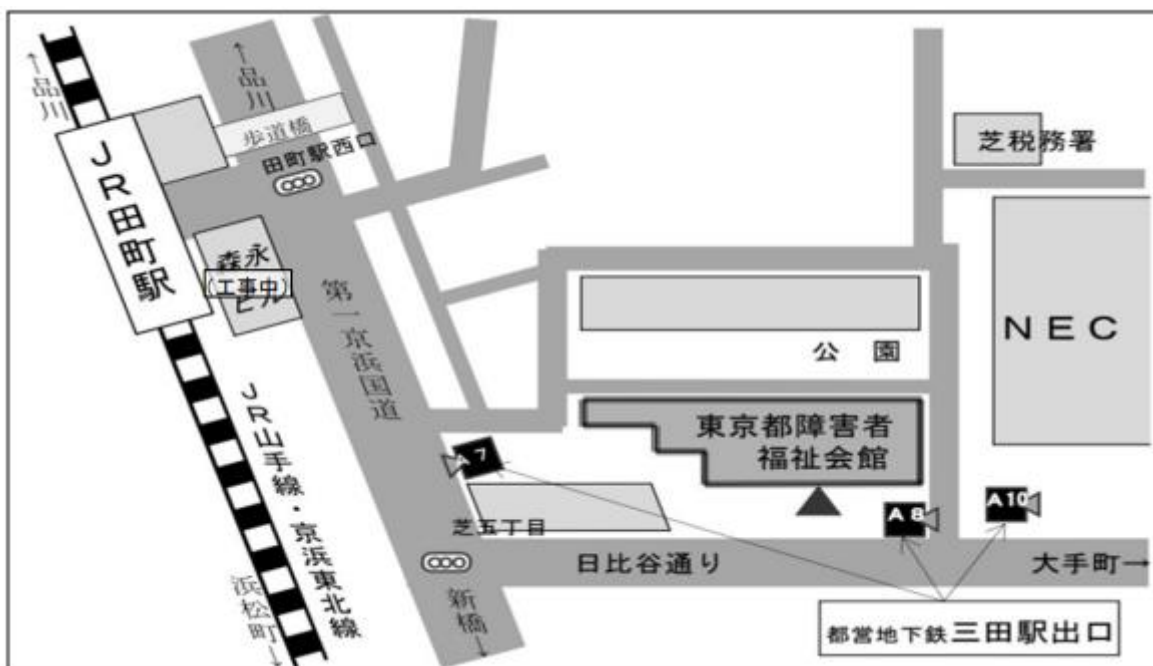 ←品川
←品川
歩道橋
田町駅西口
JR田町駅
森永
(工事中)
ビル
第一京浜国道
JR山手線・京浜東北線
浜松町→
芝税務署
NEC
公園
東京都障害者
福祉会館
A7
A8
A10
芝五丁目
日比谷通り
大手町→
新橋→
都営地下鉄三田駅出口